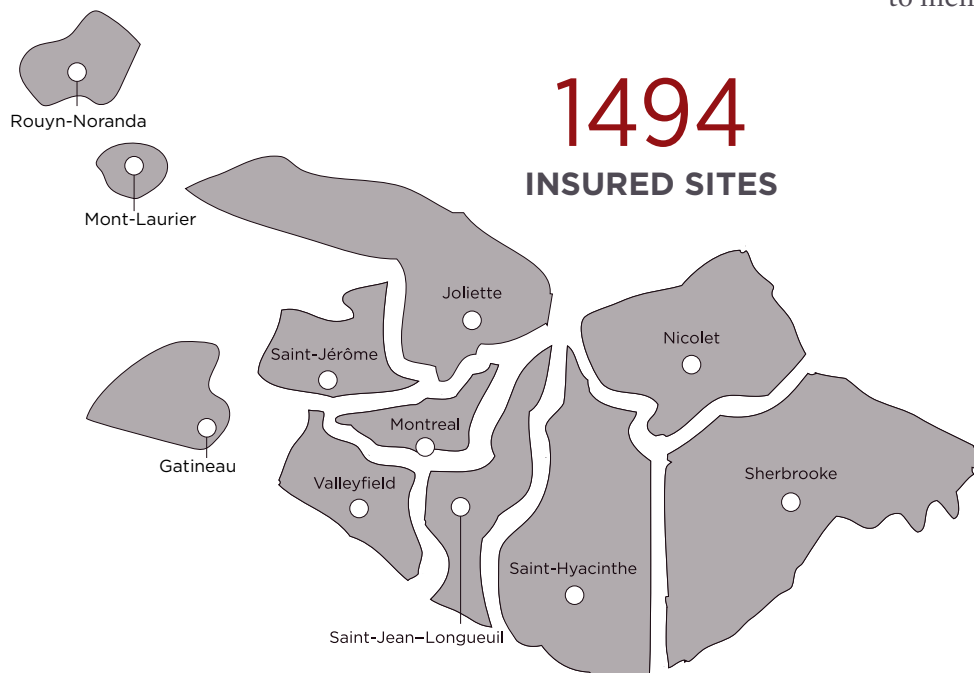 Rouyn-Noranda
1494
INSURED SITES
Mont-Laurier
Joliette
Nicolet
Saint-Jérôme
Montreal
Gatineau
Valleyfield
Sherbrooke
Saint-Hyacinthe
Saint-Jean–Longueuil